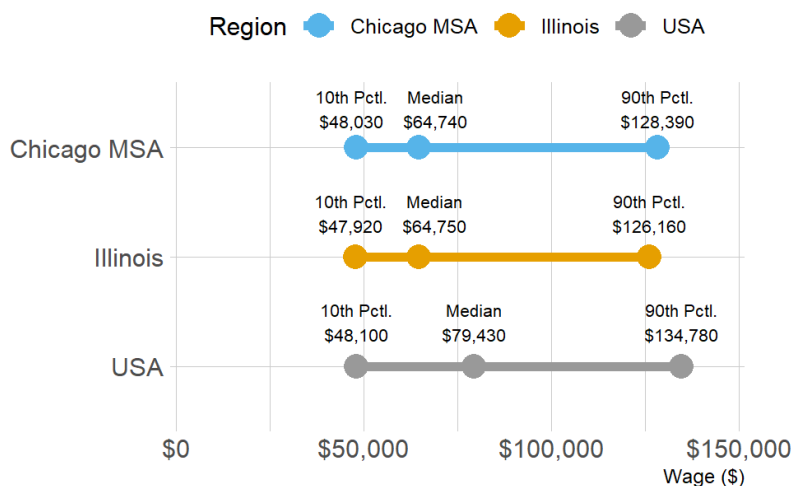 Region Chicago MSA Illinois USA
10th Pctl. Median 90th Pctl.
$48,030 $64,740 $128,390
Chicago MSA
10th Pctl. Median 90th Pctl.
$47,920 $64,750 $126,160
Illinois
10th Pctl. Median 90th Pctl.
$48,100 $79,430 $134,780
USA
$0 $50,000 $100,000 $150,000
Wage ($)